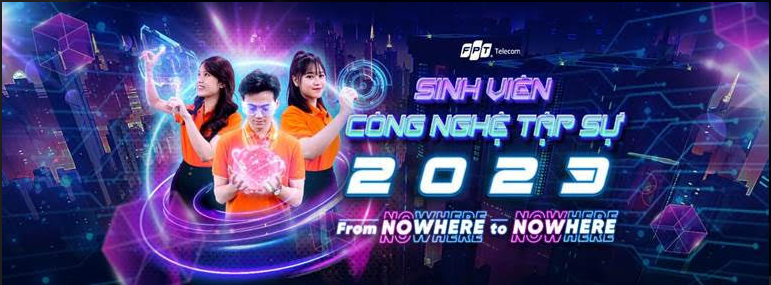 FPT Telecom
SINH VIÊN
CÔNG NGHỆ TẬP SỰ
2023
From NOWHERE to NOWHERE